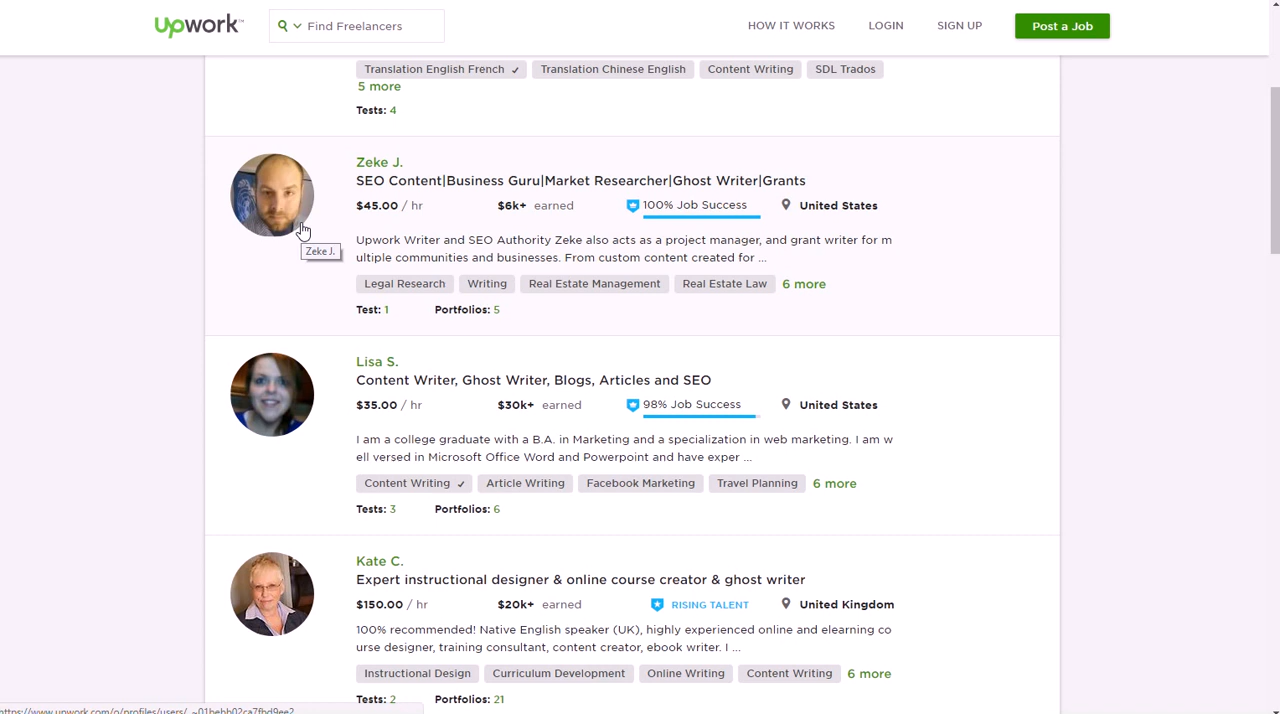 upwork™
Find Freelancers
HOW IT WORKS
LOGIN
SIGN UP
Post a Job
Translation English French ✓
Translation Chinese English
Content Writing
SDL Trados
5 more
Tests: 4
Zeke J.
SEO Content|Business Guru|Market Researcher|Ghost Writer|Grants
$45.00 / hr
$6k+ earned
100% Job Success
United States
Zeke J.
Upwork Writer and SEO Authority Zeke also acts as a project manager, and grant writer for m
ultiple communities and businesses. From custom content created for ...
Legal Research
Writing
Real Estate Management
Real Estate Law
6 more
Test: 1
Portfolios: 5
Lisa S.
Content Writer, Ghost Writer, Blogs, Articles and SEO
$35.00 / hr
$30k+ earned
98% Job Success
United States
I am a college graduate with a B.A. in Marketing and a specialization in web marketing. I am w
ell versed in Microsoft Office Word and Powerpoint and have exper ...
Content Writing ✓
Article Writing
Facebook Marketing
Travel Planning
6 more
Tests: 3
Portfolios: 6
Kate C.
Expert instructional designer & online course creator & ghost writer
$150.00 / hr
$20k+ earned
RISING TALENT
United Kingdom
100% recommended! Native English speaker (UK), highly experienced online and elearning co
urse designer, training consultant, content creator, ebook writer. I ...
Instructional Design
Curriculum Development
Online Writing
Content Writing
6 more
Tests: 2
Portfolios: 21